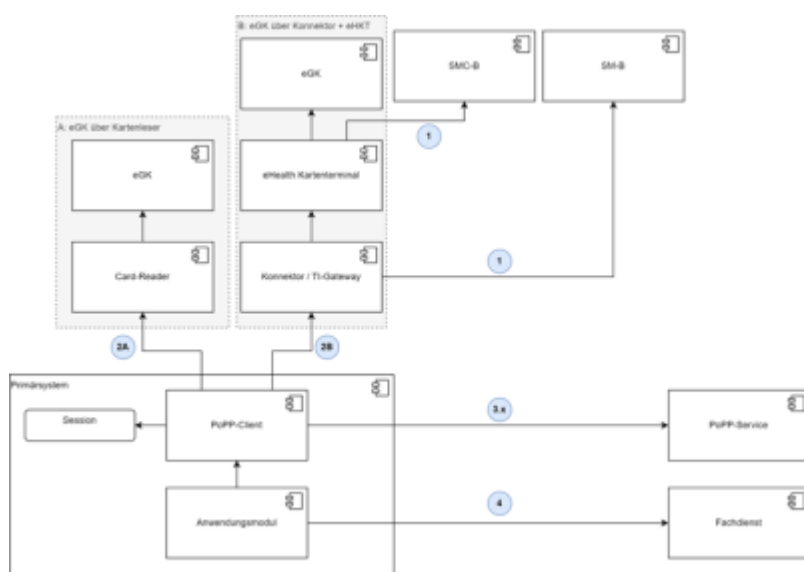 B: eGK über Konnektor + eHKT
eGK
SMC-B
SM-B
A: eGK über Kartenleser
eGK
eHealth Kartenterminal
1
Card-Reader
Konnektor / TI-Gateway
1
2A
2B
Primärsystem
Session
PoPP-Client
3.x
PoPP-Service
Anwendungsmodul
4
Fachdienst